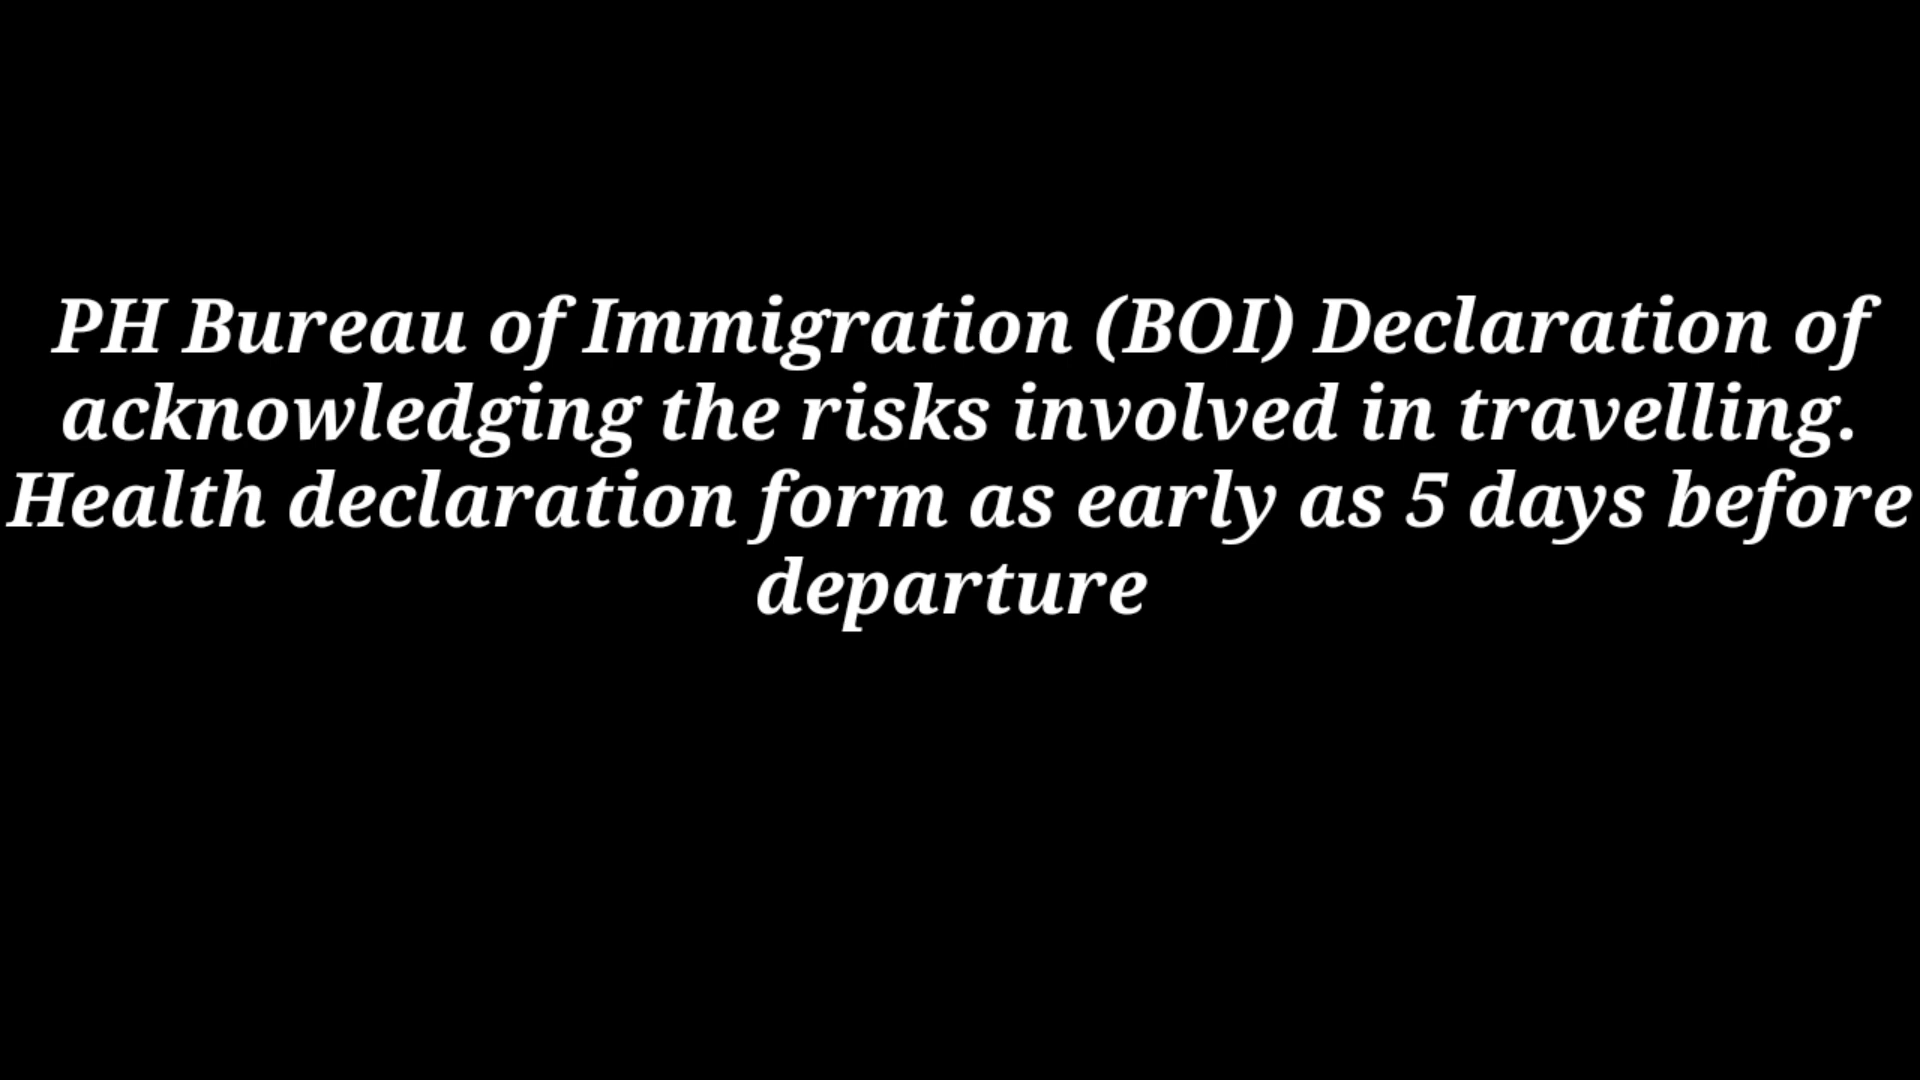 PH Bureau of Immigration (BOI) Declaration of
acknowledging the risks involved in travelling.
Health declaration form as early as 5 days before
departure